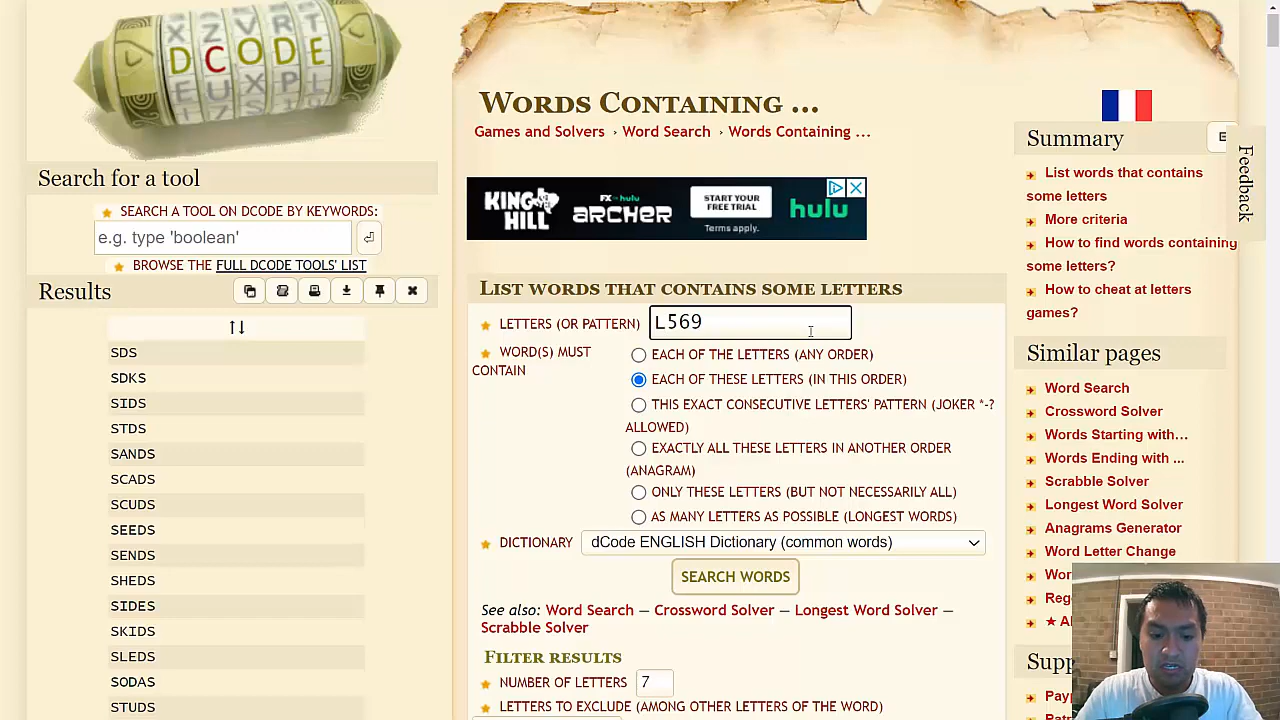 DCODE
Search for a tool
SEARCH A TOOL ON DCODE BY KEYWORDS:
e.g. type 'boolean'
BROWSE THE FULL DCODE TOOLS' LIST
Results
SDS
SDKS
SIDS
STDS
SANDS
SCADS
SCUDS
SEEDS
SENDS
SHEDS
SIDES
SKIDS
SLEDS
SODAS
STUDS
WORDS CONTAINING ...
Games and Solvers › Word Search › Words Containing ...
KING of the HILL
FX on hulu
ARCHER
START YOUR FREE TRIAL
Terms apply.
hulu
LIST WORDS THAT CONTAINS SOME LETTERS
LETTERS (OR PATTERN) L569
WORD(S) MUST
CONTAIN
EACH OF THE LETTERS (ANY ORDER)
EACH OF THESE LETTERS (IN THIS ORDER)
THIS EXACT CONSECUTIVE LETTERS' PATTERN (JOKER *-?
ALLOWED)
EXACTLY ALL THESE LETTERS IN ANOTHER ORDER
(ANAGRAM)
ONLY THESE LETTERS (BUT NOT NECESSARILY ALL)
AS MANY LETTERS AS POSSIBLE (LONGEST WORDS)
DICTIONARY dCode ENGLISH Dictionary (common words)
SEARCH WORDS
See also: Word Search — Crossword Solver — Longest Word Solver —
Scrabble Solver
FILTER RESULTS
NUMBER OF LETTERS 7
LETTERS TO EXCLUDE (AMONG OTHER LETTERS OF THE WORD)
Summary
List words that contains
some letters
More criteria
How to find words containing
some letters?
How to cheat at letters
games?
Similar pages
Word Search
Crossword Solver
Words Starting with...
Words Ending with ...
Scrabble Solver
Longest Word Solver
Anagrams Generator
Word Letter Change
Feedback